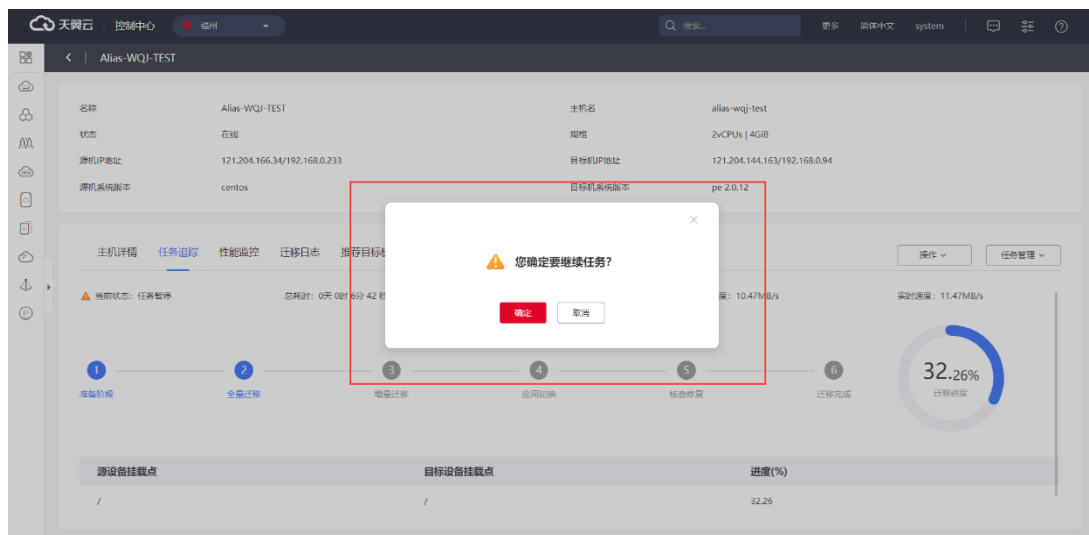 天翼云 控制中心 福州 搜索... 更多 简体中文 system
Alias-WQJ-TEST
名称 Alias-WQJ-TEST 主机名 alias-wqj-test
状态 在线 规格 2vCPUs | 4GiB
源机IP地址 121.204.166.34/192.168.0.233 目标机IP地址 121.204.144.163/192.168.0.94
源机系统版本 centos 目标机系统版本 pe 2.0.12
主机详情 任务追踪 性能监控 迁移日志 推荐目标 操作 任务管理
您确定要继续任务?
确定 取消
当前状态：任务暂停 总耗时：0天 0时 6分 42 度：10.47MB/s 实时速度：11.47MB/s
1 2 3 4 5 6
准备阶段 全量迁移 增量迁移 应用切换 核查修复 迁移完成
32.26%
迁移进度
源设备挂载点 目标设备挂载点 进度(%)
/ / 32.26